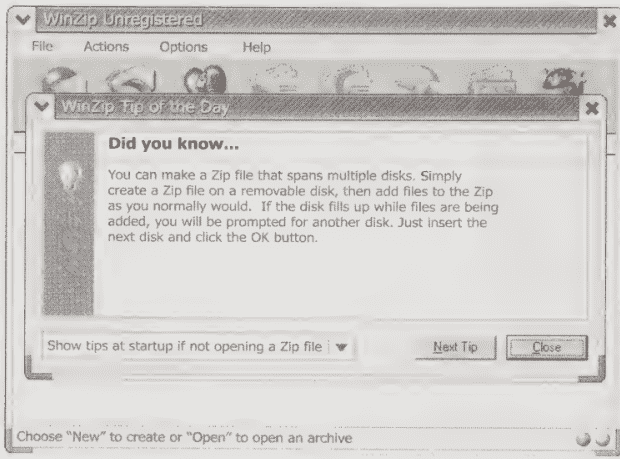 WinZip Unregistered
File Actions Options Help
WinZip Tip of the Day
Did you know...
You can make a Zip file that spans multiple disks. Simply
create a Zip file on a removable disk, then add files to the Zip
as you normally would. If the disk fills up while files are being
added, you will be prompted for another disk. Just insert the
next disk and click the OK button.
Show tips at startup if not opening a Zip file
Next Tip
Close
Choose “New” to create or “Open” to open an archive